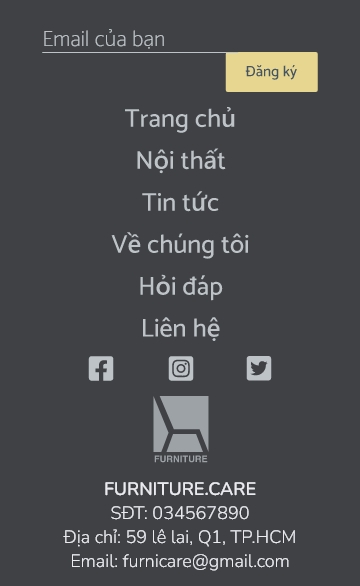 Email của bạn
Đăng ký
Trang chủ
Nội thất
Tin tức
Về chúng tôi
Hỏi đáp
Liên hệ
FURNITURE
FURNITURE.CARE
SĐT: 034567890
Địa chỉ: 59 lê lai, Q1, TP.HCM
Email: furnicare@gmail.com